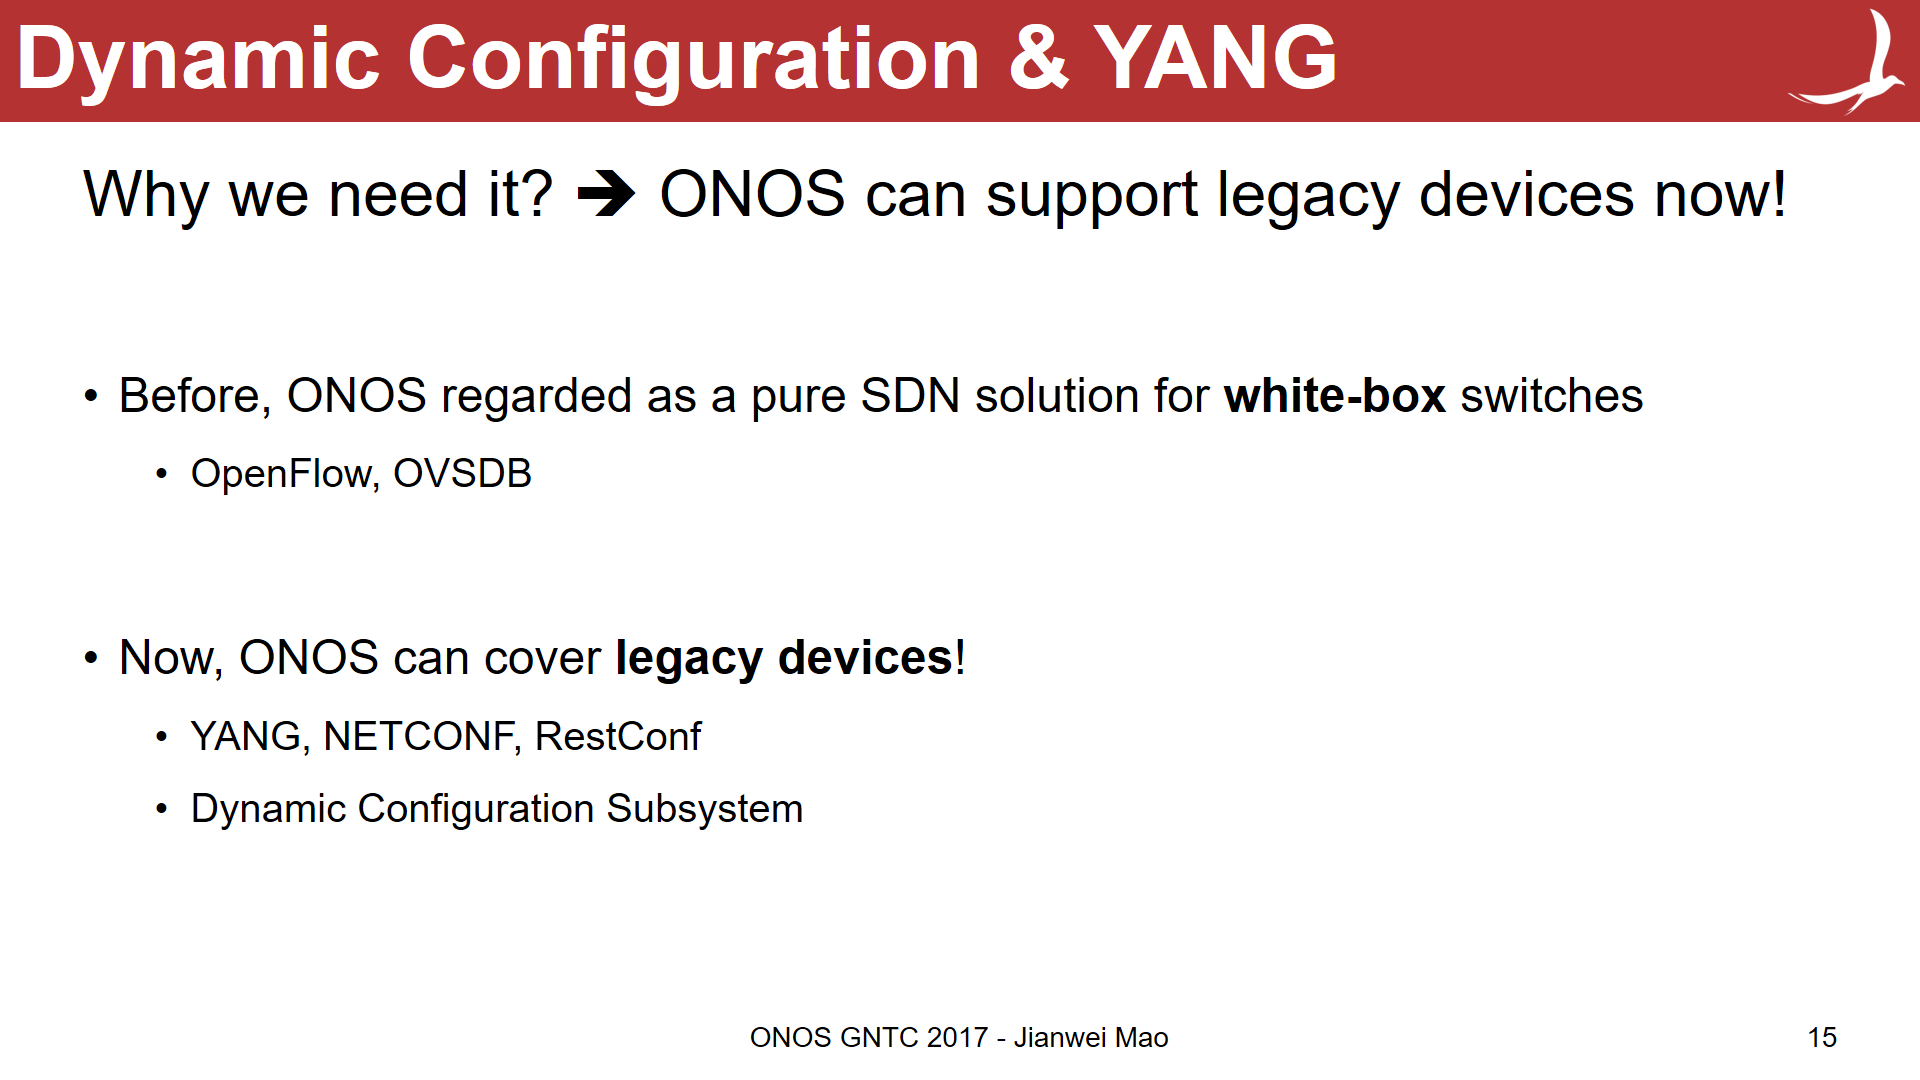 Dynamic Configuration & YANG
Why we need it? ➔ ONOS can support legacy devices now!
• Before, ONOS regarded as a pure SDN solution for white-box switches
• OpenFlow, OVSDB
• Now, ONOS can cover legacy devices!
• YANG, NETCONF, RestConf
• Dynamic Configuration Subsystem
ONOS GNTC 2017 - Jianwei Mao
15